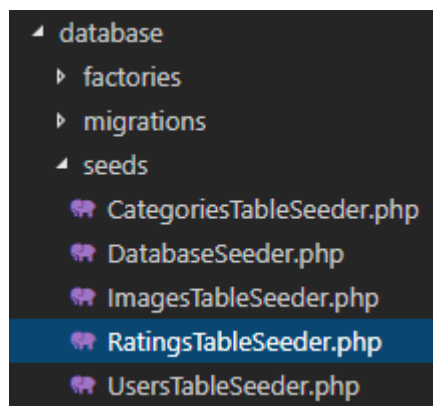 database
factories
migrations
seeds
CategoriesTableSeeder.php
DatabaseSeeder.php
ImagesTableSeeder.php
RatingsTableSeeder.php
UsersTableSeeder.php